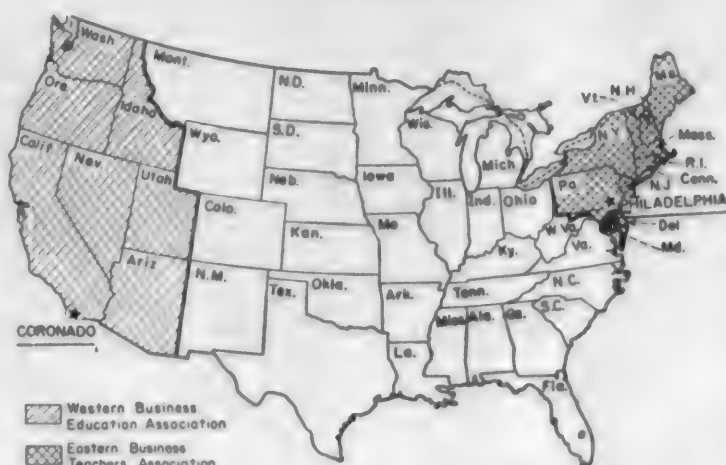 Wash
Mont.
N.D.
Minn.
Me.
N H
Vt.
Ore.
Idaho
S.D.
Wis.
N Y
Mass.
Wyo.
Mich
R.I.
Conn.
Calif.
Nev.
Utah
Neb.
Iowa
Pa.
N J
PHILADELPHIA
Colo.
Ill.
Ind.
Ohio
W Va.
Del
Kan.
Mo
Ky.
Va.
Md.
Ariz
N.M.
Okla.
Tex.
Ark.
Tenn.
N.C.
S.C.
CORONADO
Miss
Ala.
Ga.
La.
Fla.
Western Business
Education Association
Eastern Business
Teachers Association